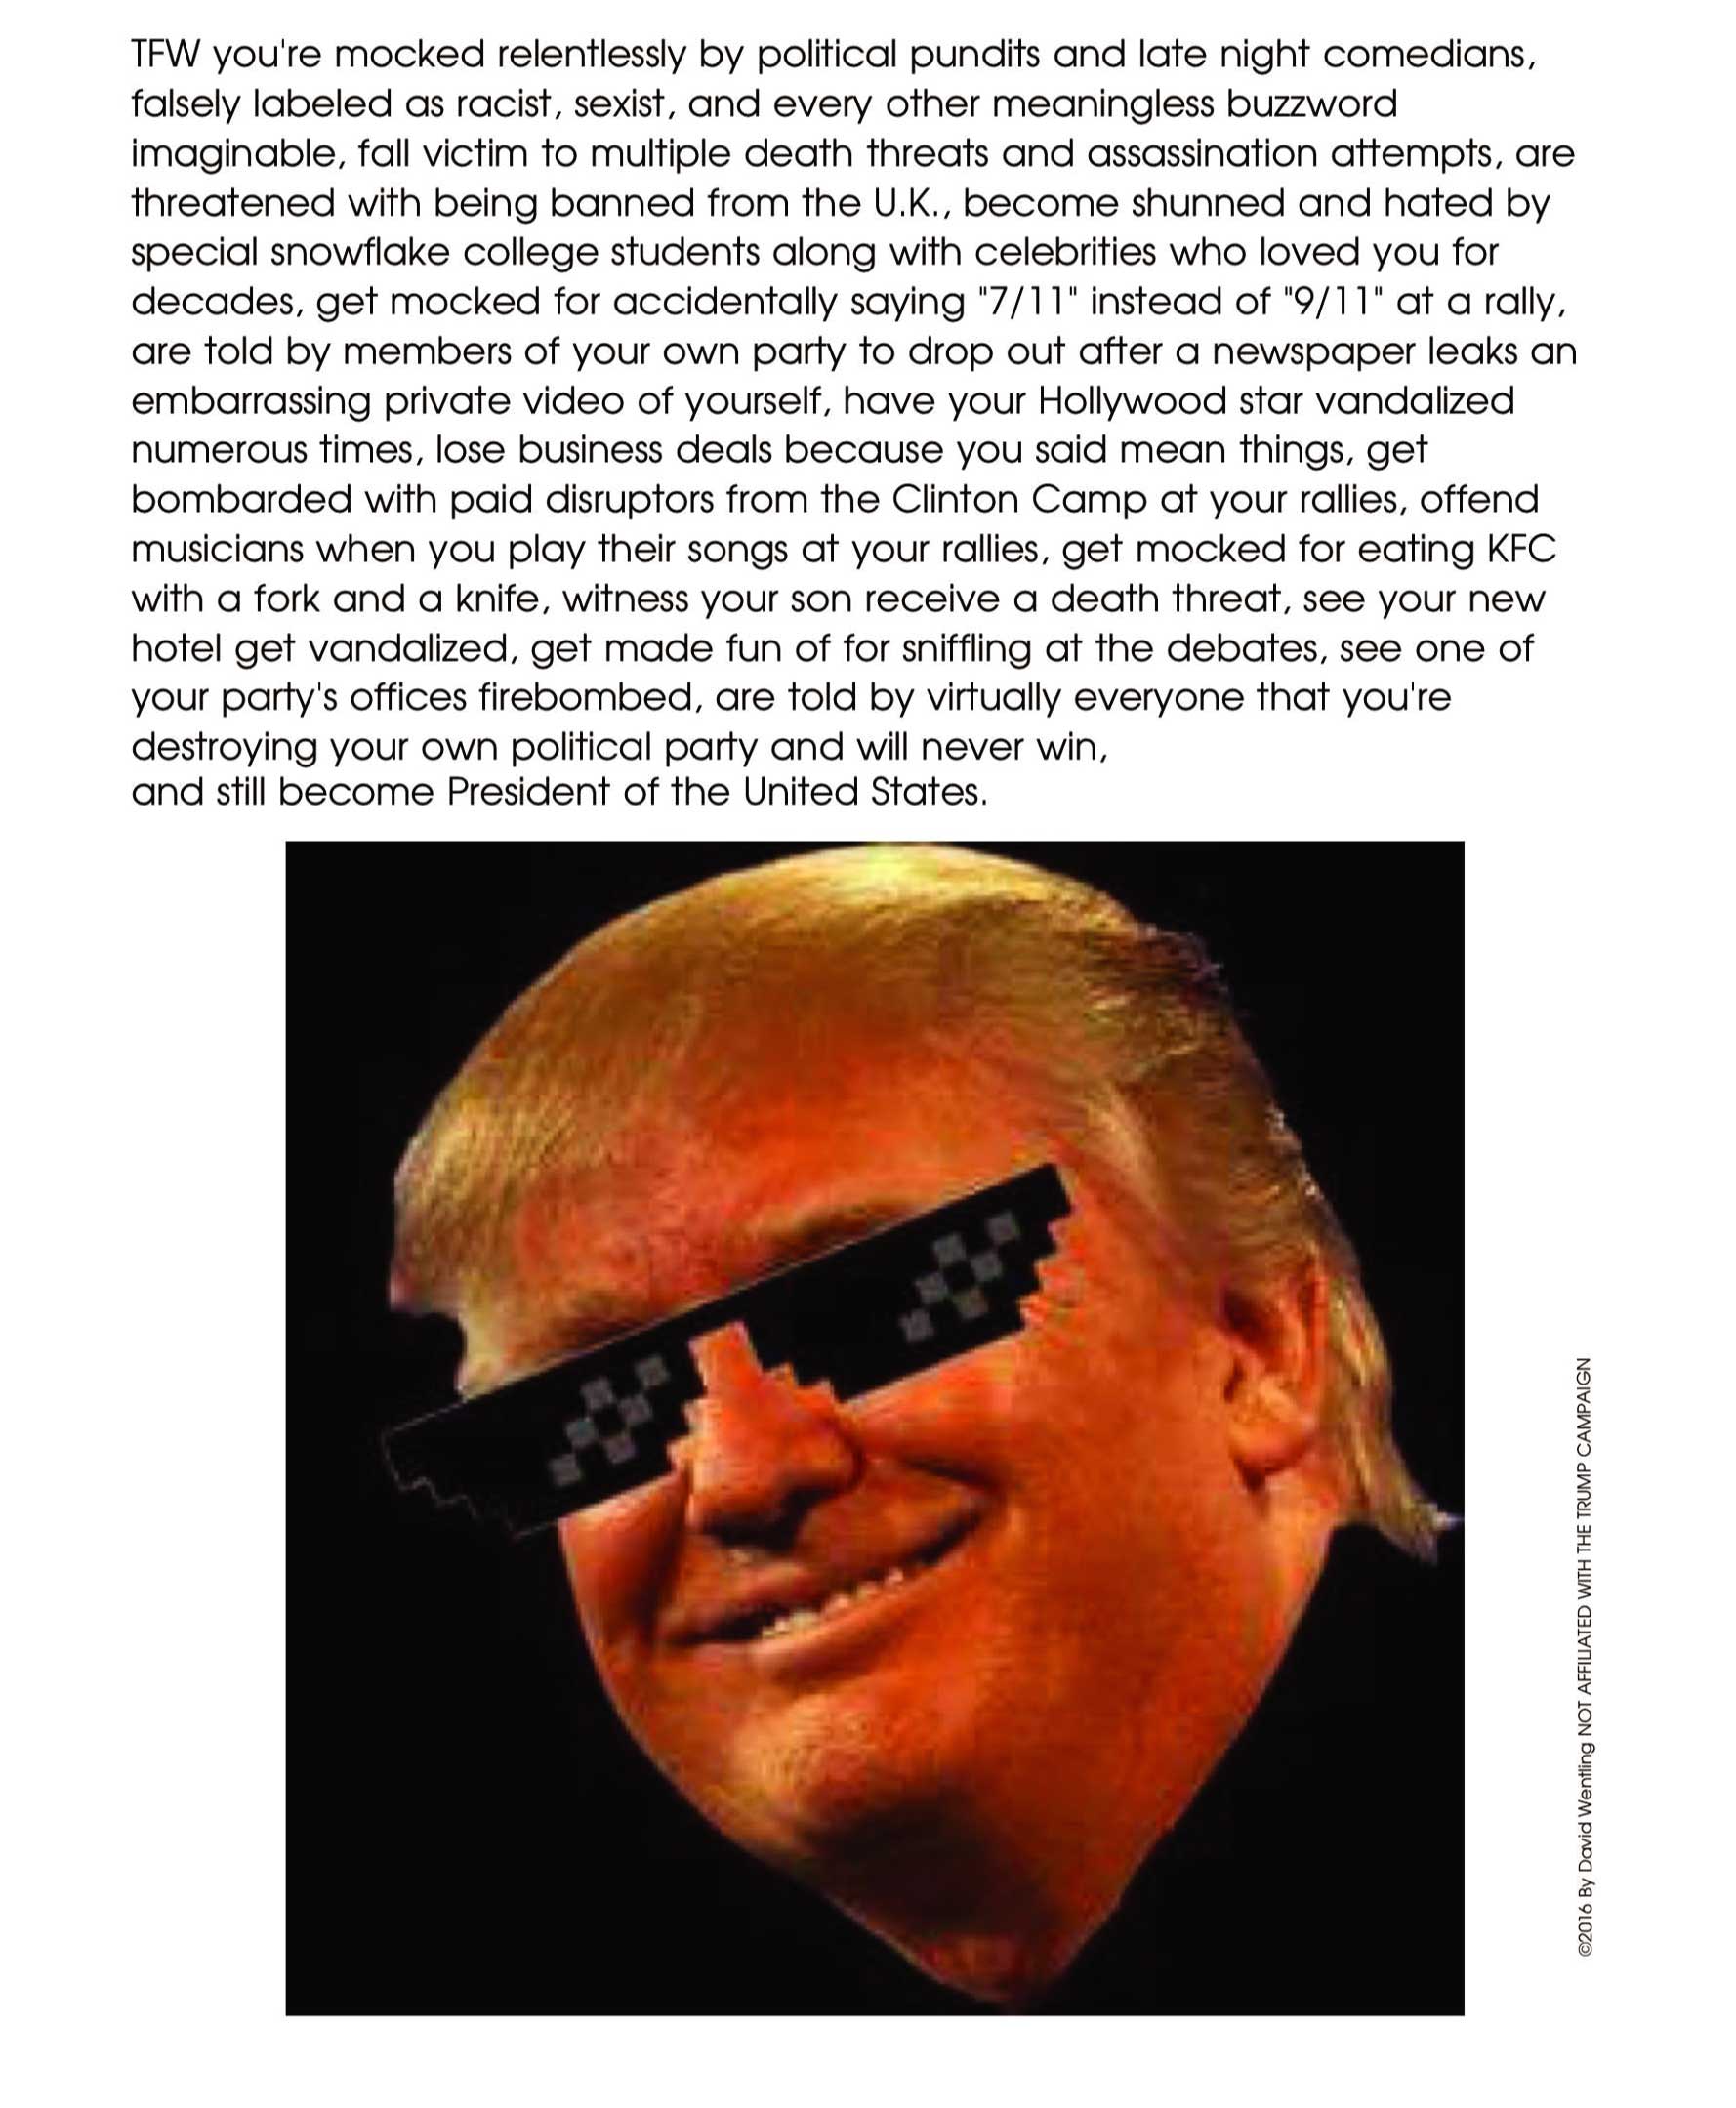 TFW you're mocked relentlessly by political pundits and late night comedians,
falsely labeled as racist, sexist, and every other meaningless buzzword
imaginable, fall victim to multiple death threats and assassination attempts, are
threatened with being banned from the U.K., become shunned and hated by
special snowflake college students along with celebrities who loved you for
decades, get mocked for accidentally saying "7/11" instead of "9/11" at a rally,
are told by members of your own party to drop out after a newspaper leaks an
embarrassing private video of yourself, have your Hollywood star vandalized
numerous times, lose business deals because you said mean things, get
bombarded with paid disruptors from the Clinton Camp at your rallies, offend
musicians when you play their songs at your rallies, get mocked for eating KFC
with a fork and a knife, witness your son receive a death threat, see your new
hotel get vandalized, get made fun of for sniffling at the debates, see one of
your party's offices firebombed, are told by virtually everyone that you're
destroying your own political party and will never win,
and still become President of the United States.
©2016 By David Wentling NOT AFFILIATED WITH THE TRUMP CAMPAIGN